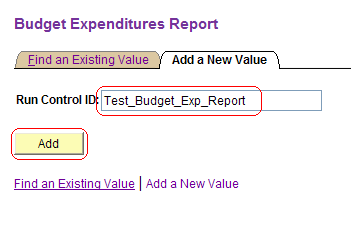 Budget Expenditures Report
Find an Existing Value Add a New Value
Run Control ID: Test_Budget_Exp_Report
Add
Find an Existing Value | Add a New Value